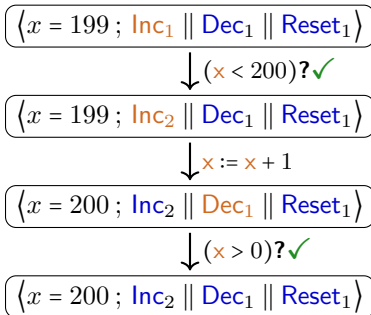 ⟨x = 199 ; Inc₁ ∥ Dec₁ ∥ Reset₁⟩
(x < 200)?✓
⟨x = 199 ; Inc₂ ∥ Dec₁ ∥ Reset₁⟩
x := x + 1
⟨x = 200 ; Inc₂ ∥ Dec₁ ∥ Reset₁⟩
(x > 0)?✓
⟨x = 200 ; Inc₂ ∥ Dec₁ ∥ Reset₁⟩